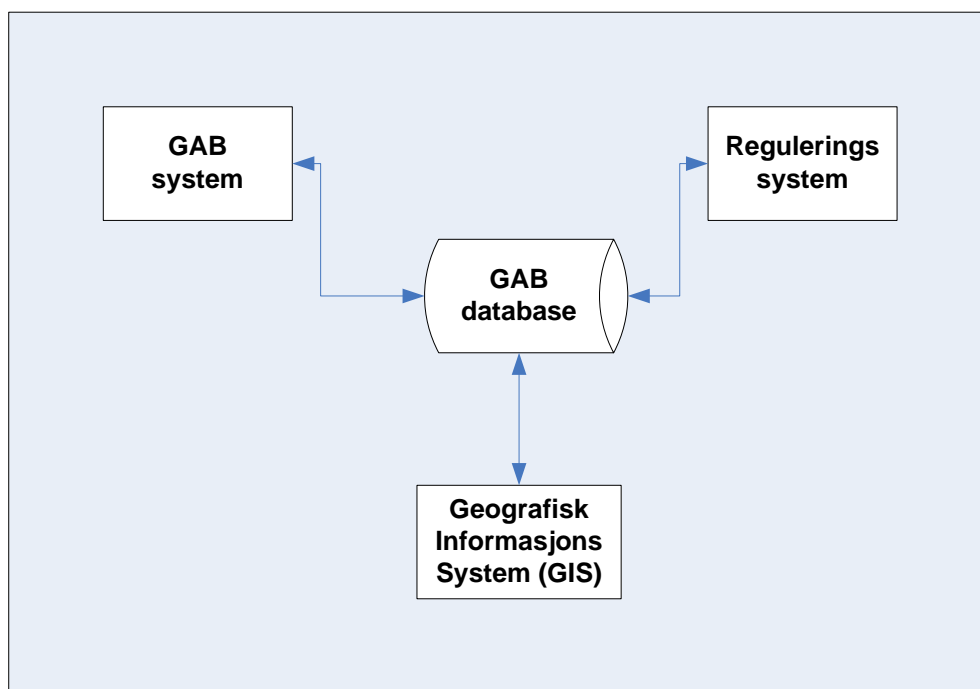 GAB
system
Regulerings
system
GAB
database
Geografisk
Informasjons
System (GIS)